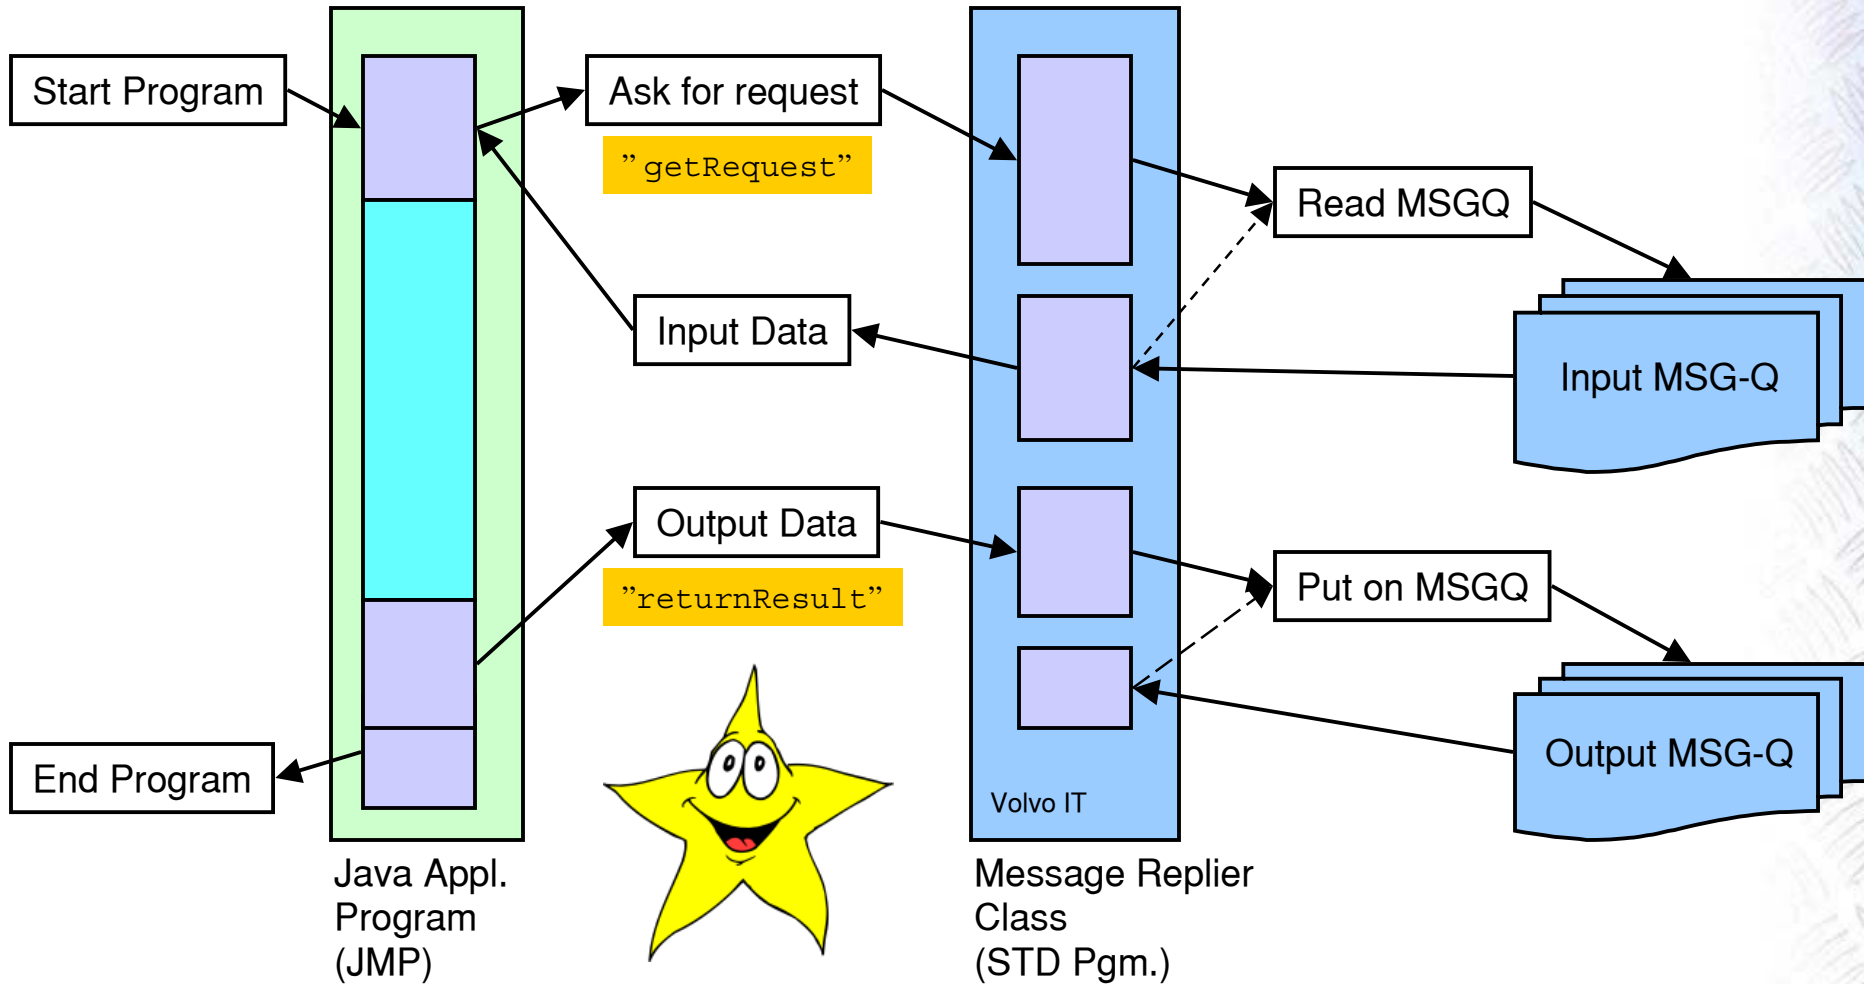 Start Program
Ask for request
”getRequest”
Read MSGQ
Input Data
Input MSG-Q
Output Data
”returnResult”
Put on MSGQ
End Program
Output MSG-Q
Volvo IT
Java Appl.
Program
(JMP)
Message Replier
Class
(STD Pgm.)